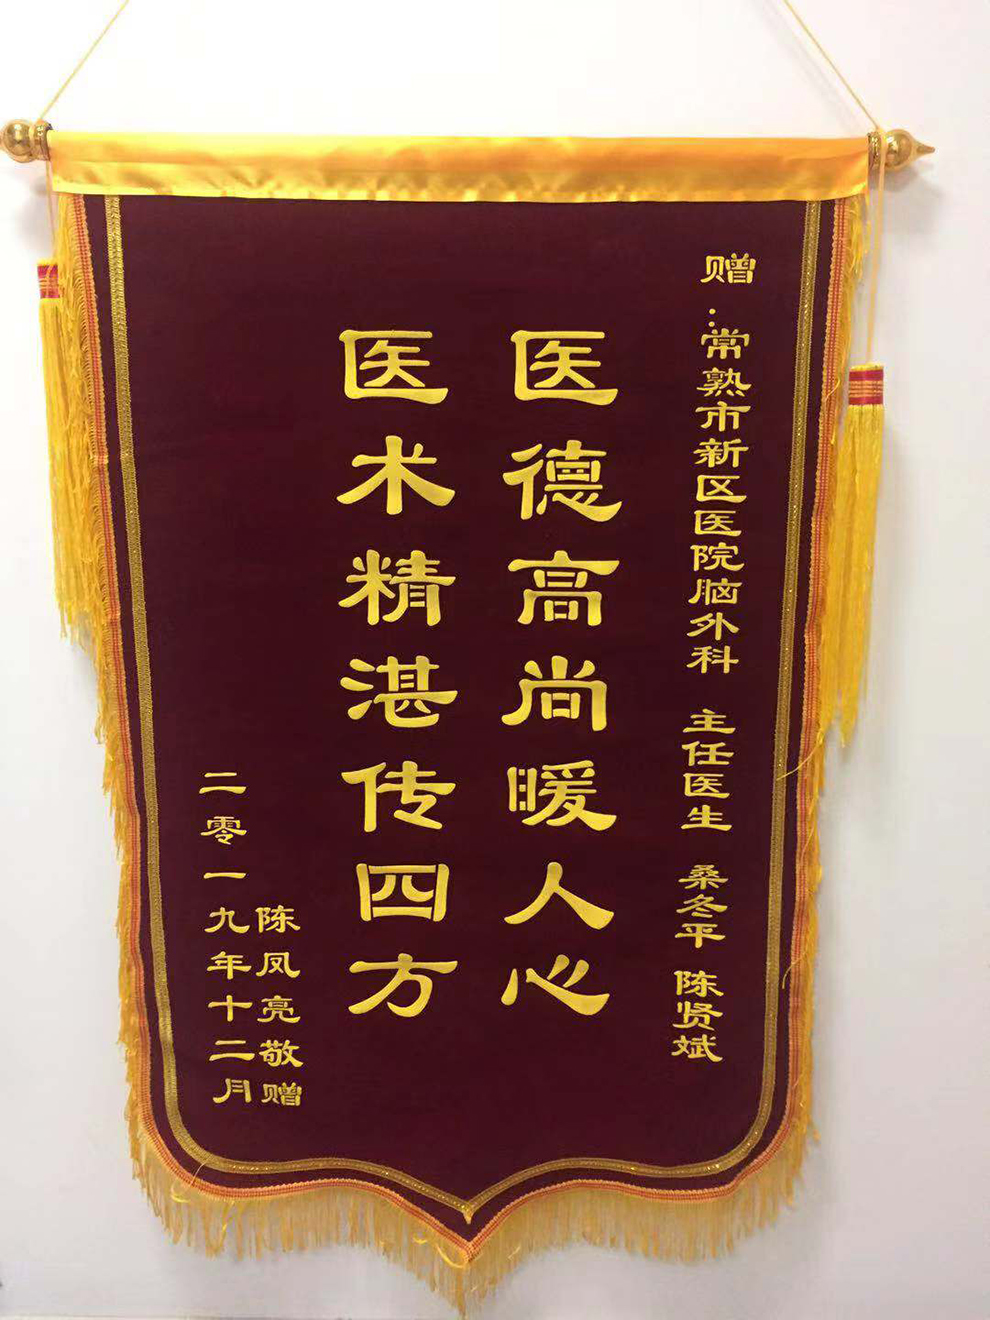 赠:常熟市新区医院脑外科 主任医生 桑冬平 陈贤斌
医德高尚暖人心
医术精湛传四方
陈凤亮敬赠
二零一九年十二月